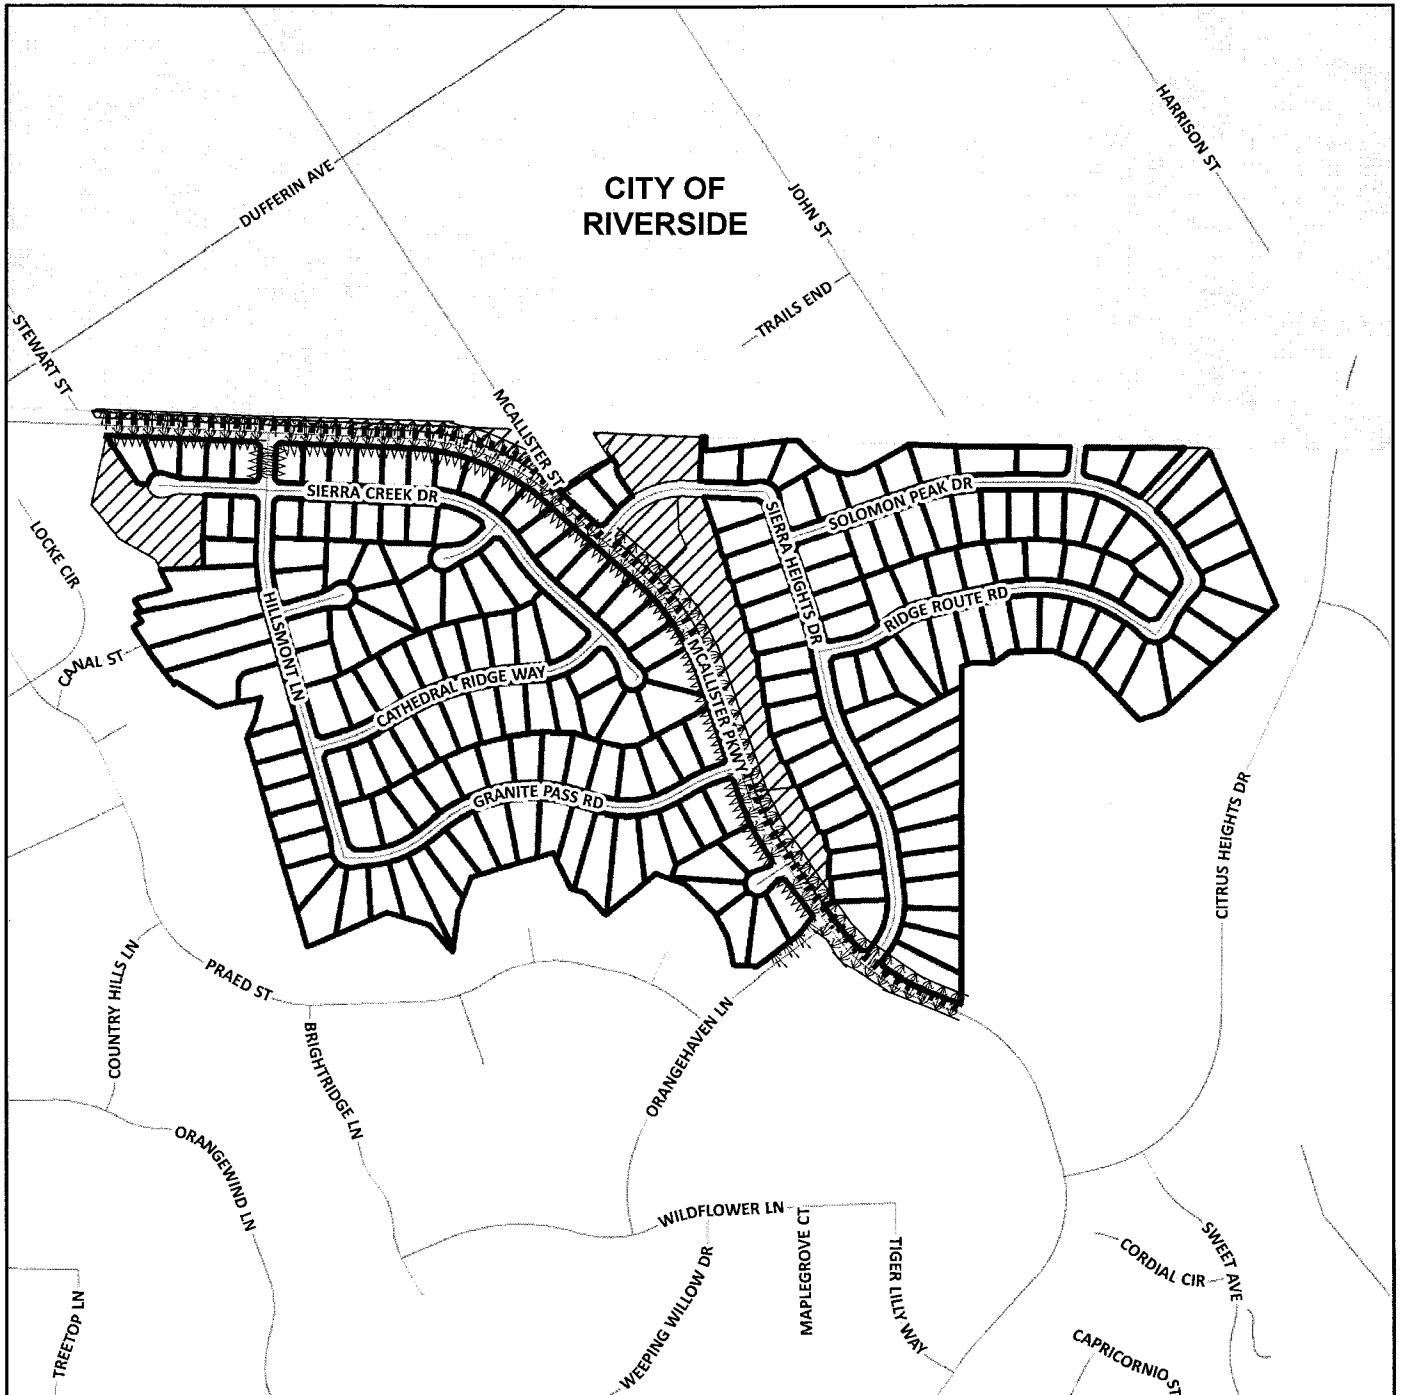 HARRISON ST
DUFFERIN AVE
CITY OF
RIVERSIDE
JOHN ST
TRAILS END
STEWART ST
MCALLISTER ST
SIERRA CREEK DR
SOLOMON PEAK DR
SIERRA HEIGHTS DR
LOCKE CIR
HILLSMONT LN
RIDGE ROUTE RD
CANAL ST
CATHEDRAL RIDGE WAY
MCALLISTER PKWY
GRANITE PASS RD
CITRUS HEIGHTS DR
COUNTRY HILLS LN
PRAED ST
BRIGHTRIDGE LN
ORANGEHAVEN LN
ORANGEWIND LN
WILDFLOWER LN
MAPLEGROVE CT
WEEPING WILLOW DR
TIGER LILLY WAY
CORDIAL CIR
SWEET AVE
TREETOP LN
CAPRICORNIO ST